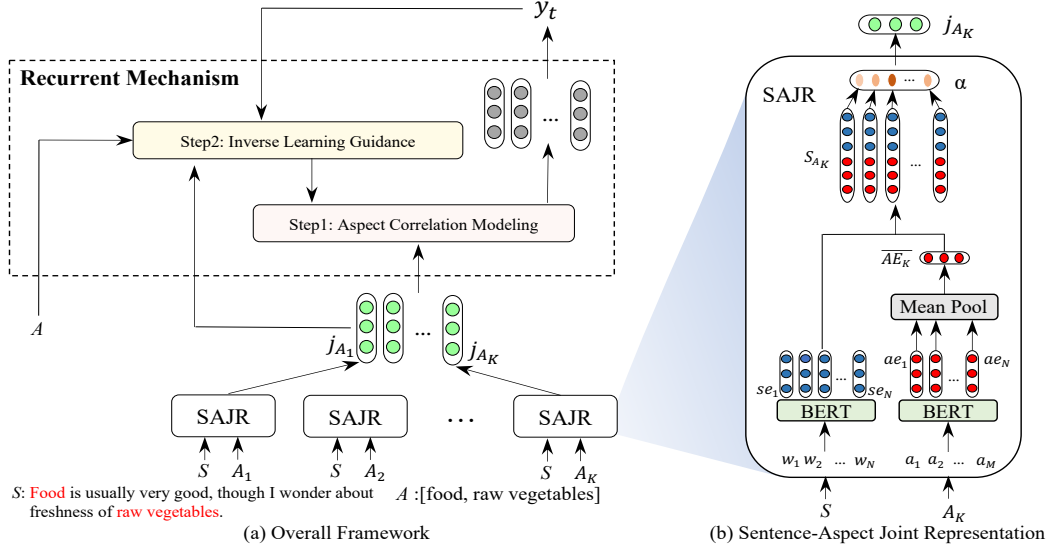 y_t
Recurrent Mechanism
...
Step2: Inverse Learning Guidance
Step1: Aspect Correlation Modeling
A
j_{A_1}
...
j_{A_K}
SAJR
SAJR
...
SAJR
S
A_1
S
A_2
S
A_K
S: Food is usually very good, though I wonder about
freshness of raw vegetables.
A :[food, raw vegetables]
(a) Overall Framework
j_{A_K}
SAJR
...
α
S_{A_K}
...
\overline{AE_K}
Mean Pool
se_1
...
se_N
ae_1
...
ae_N
BERT
BERT
w_1 w_2 ... w_N
a_1 a_2 ... a_M
S
A_K
(b) Sentence-Aspect Joint Representation